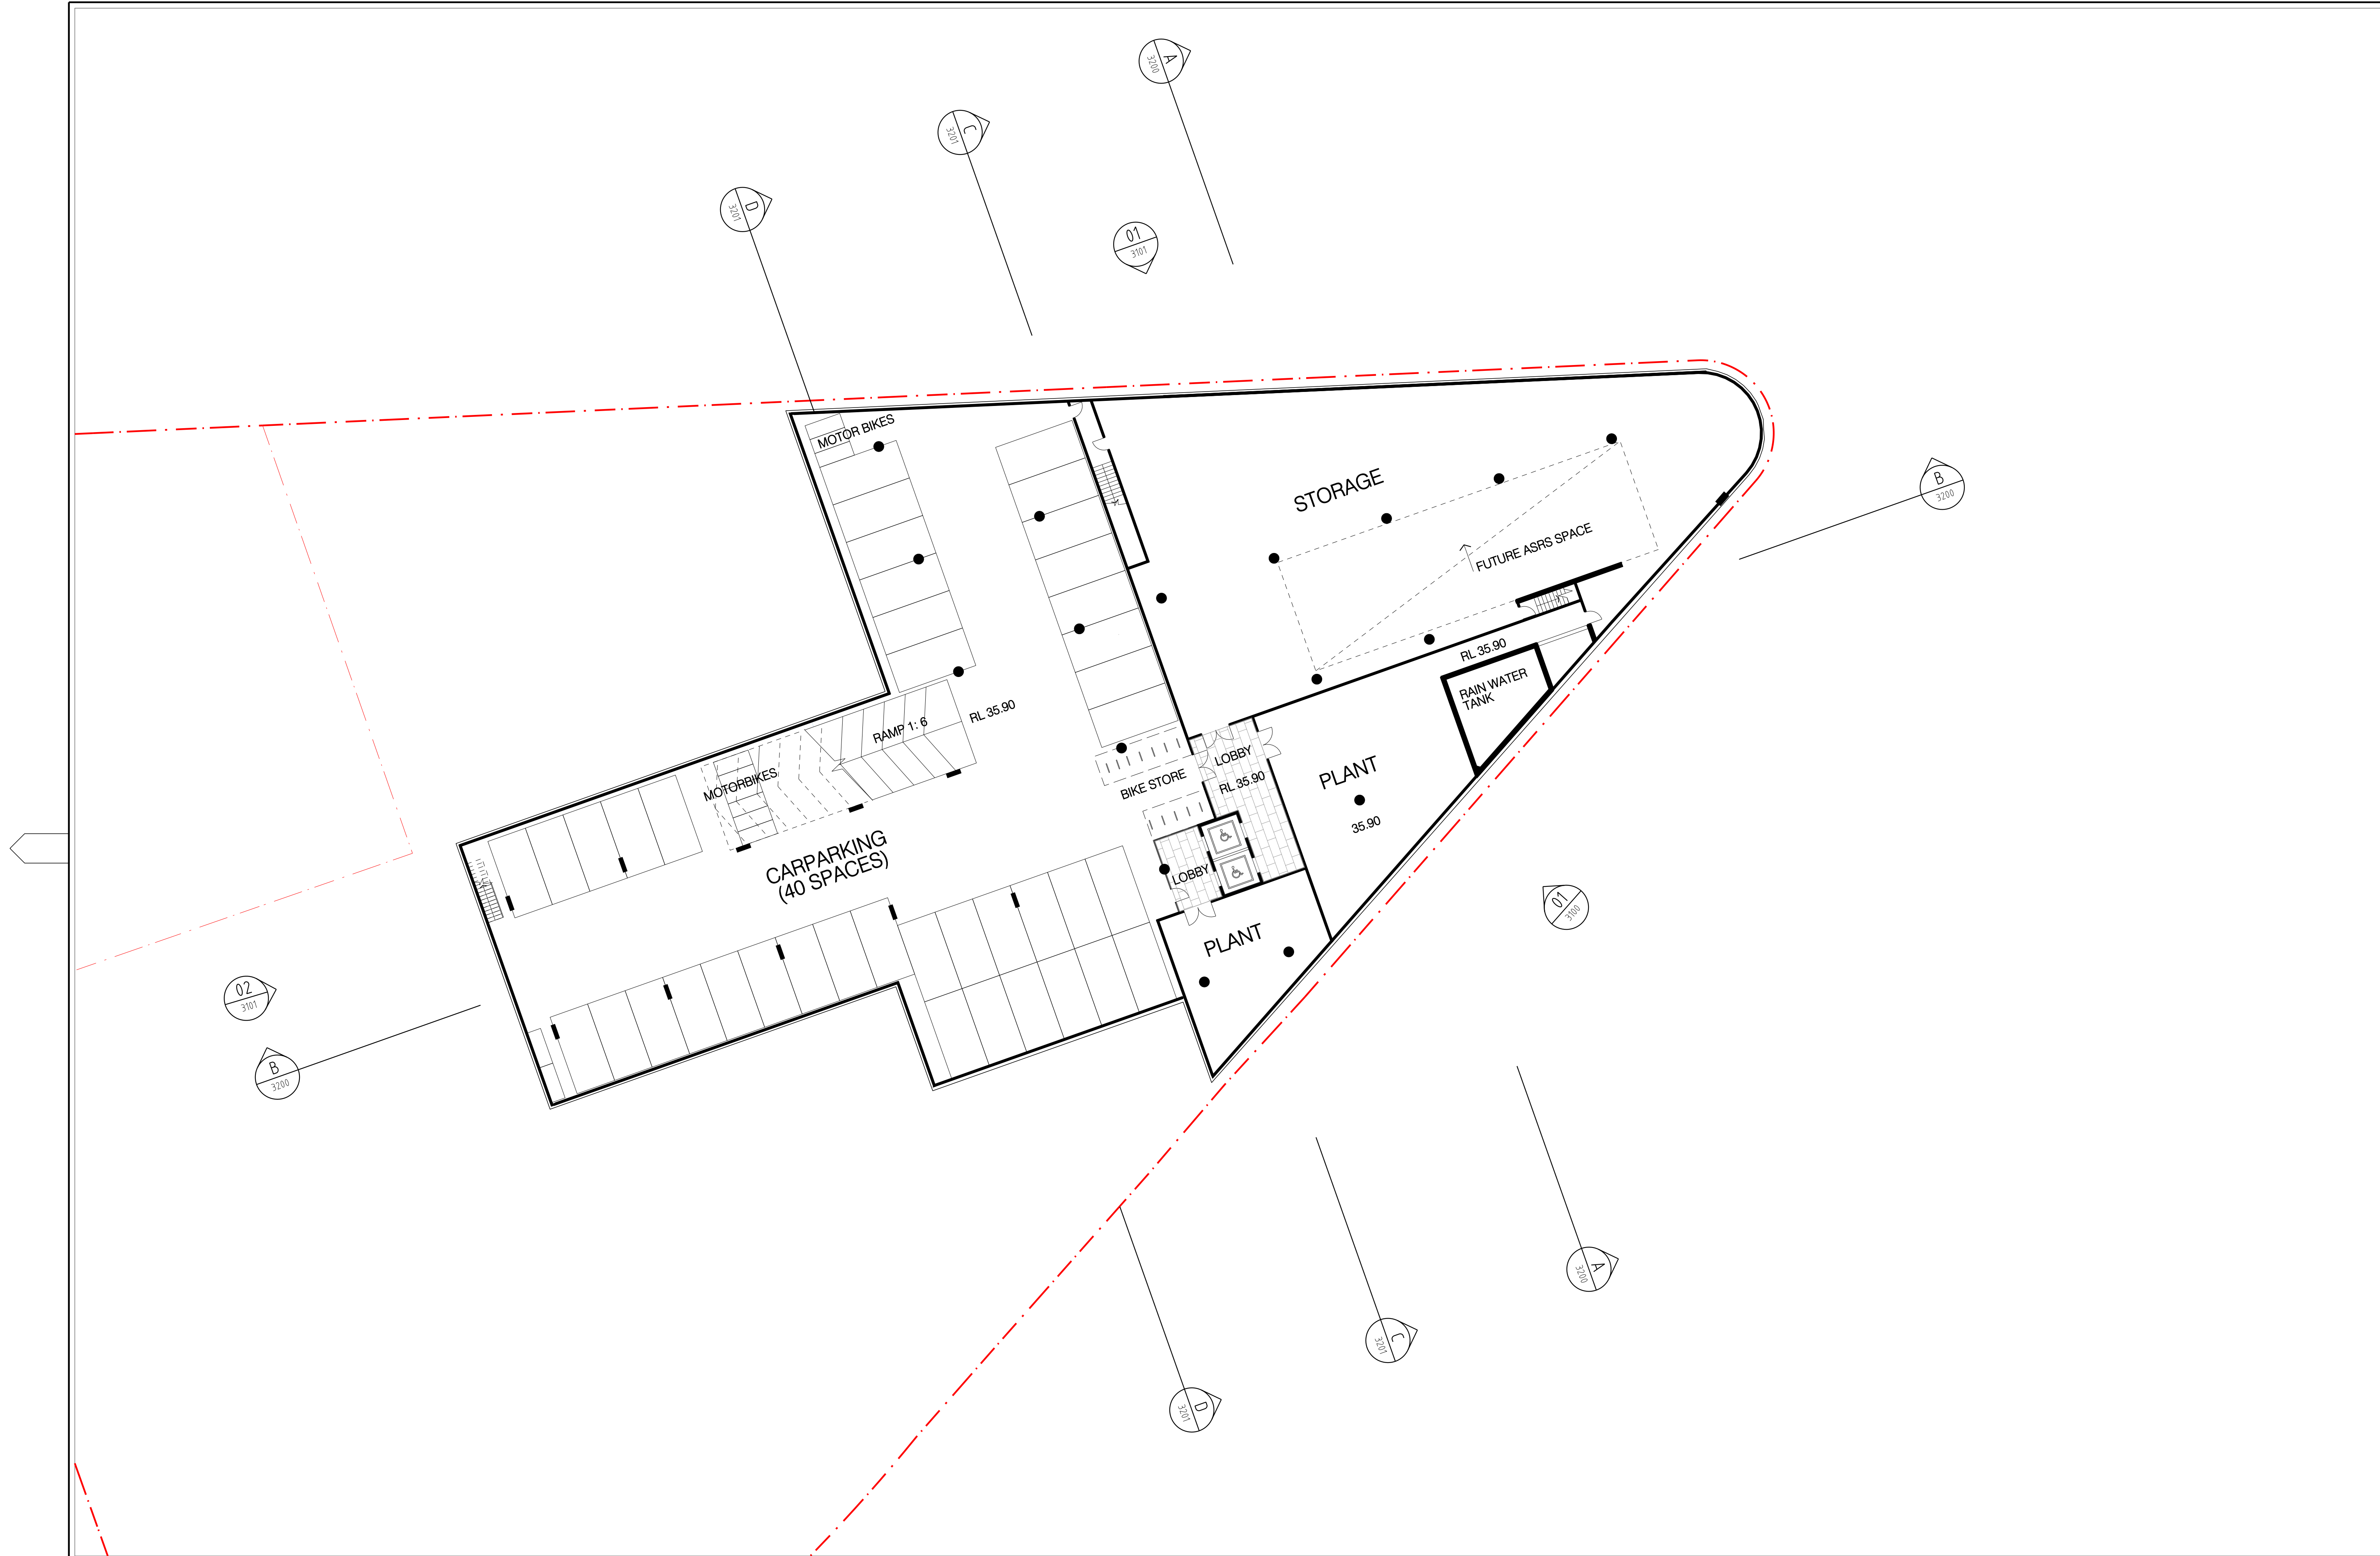 A
3200
C
3201
D
3201
01
3101
MOTOR BIKES
STORAGE
B
3200
FUTURE ASRS SPACE
RL 35.90
RAIN WATER
TANK
RL 35.90
RAMP 1: 6
LOBBY
RL 35.90
BIKE STORE
PLANT
35.90
MOTORBIKES
CARPARKING
(40 SPACES)
LOBBY
PLANT
01
3100
02
3101
B
3200
A
3200
C
3201
D
3201